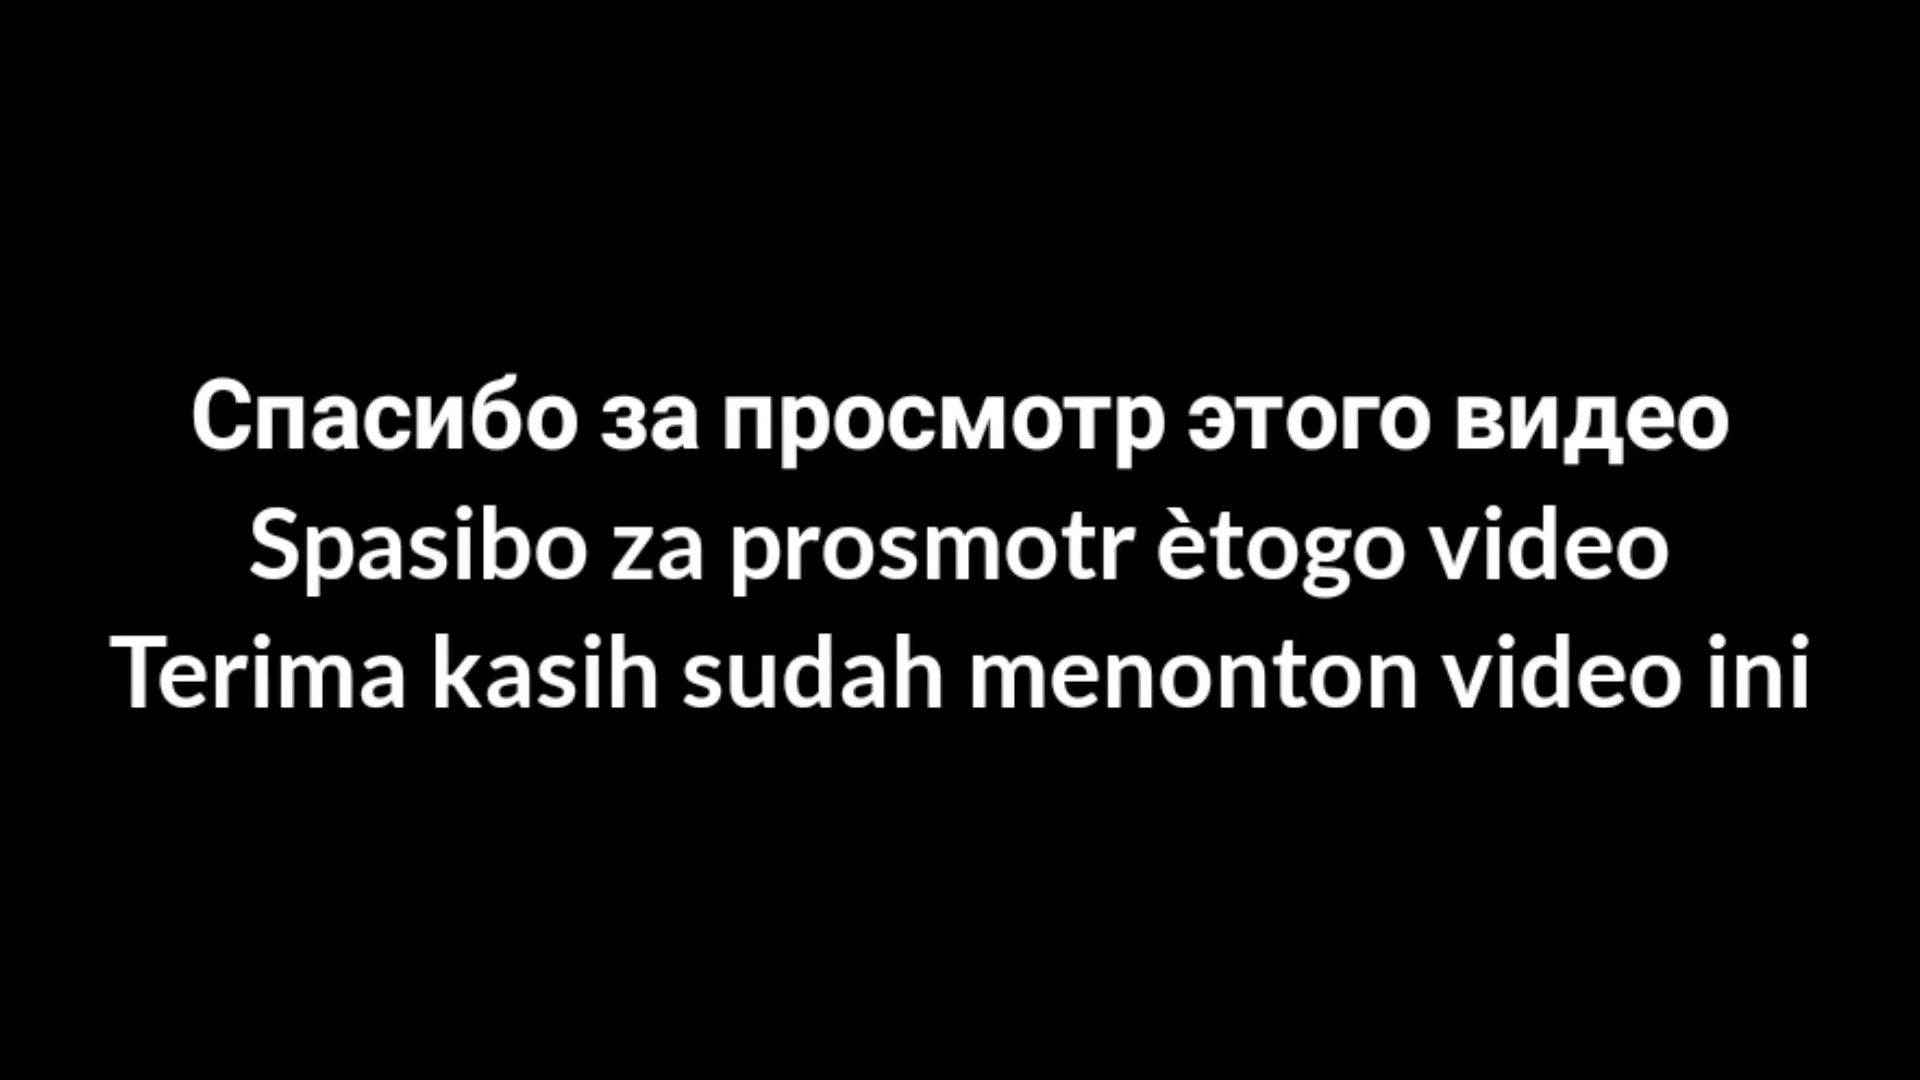 Спасибо за просмотр этого видео
Spasibo za prosmotr ètogo video
Terima kasih sudah menonton video ini